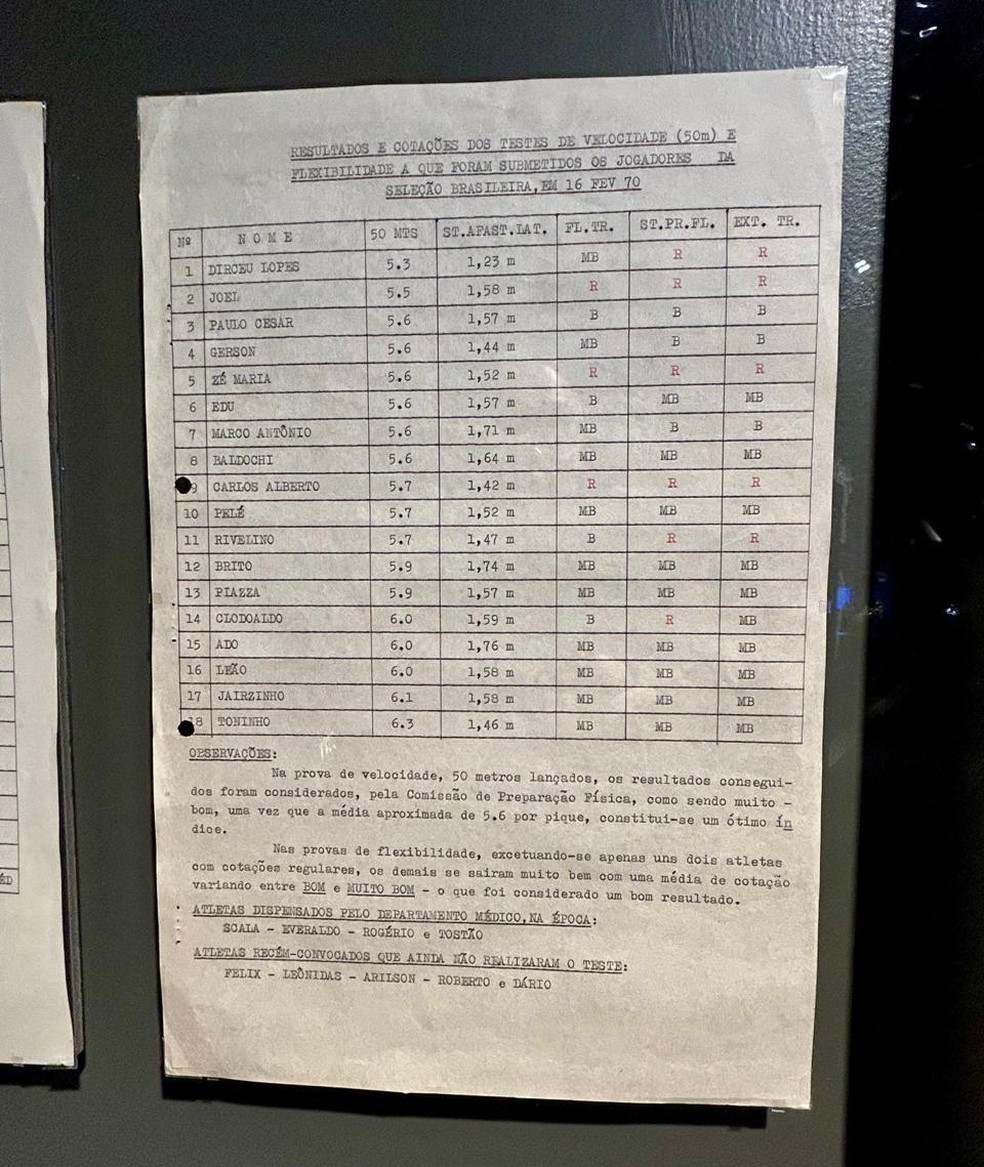 RESULTADOS E COTAÇÕES DOS TESTES DE VELOCIDADE (50m) E
FLEXIBILIDADE A QUE FORAM SUBMETIDOS OS JOGADORES DA
SELEÇÃO BRASILEIRA, EM 16 FEV 70
Nº NOME 50 MTS ST.AFAST.LAT. FL.TR. ST.PR.FL. EXT. TR.
1 DIRCEU LOPES 5.3 1,23 m MB R R
2 JOEL 5.5 1,58 m R R R
3 PAULO CESAR 5.6 1,57 m B B B
4 GERSON 5.6 1,44 m MB B B
5 ZÉ MARIA 5.6 1,52 m R R R
6 EDU 5.6 1,57 m B MB MB
7 MARCO ANTÔNIO 5.6 1,71 m MB B B
8 BALDOCHI 5.6 1,64 m MB MB MB
9 CARLOS ALBERTO 5.7 1,42 m R R R
10 PELÉ 5.7 1,52 m MB MB MB
11 RIVELINO 5.7 1,47 m B R R
12 BRITO 5.9 1,74 m MB MB MB
13 PIAZZA 5.9 1,57 m MB MB MB
14 CLODOALDO 6.0 1,59 m B R MB
15 ADO 6.0 1,76 m MB MB MB
16 LEÃO 6.0 1,58 m MB MB MB
17 JAIRZINHO 6.1 1,58 m MB MB MB
18 TONINHO 6.3 1,46 m MB MB MB
OBSERVAÇÕES:
Na prova de velocidade, 50 metros lançados, os resultados consegui-
dos foram considerados, pela Comissão de Preparação Física, como sendo muito -
bom, uma vez que a média aproximada de 5.6 por pique, constitui-se um ótimo ín
dice.
Nas provas de flexibilidade, excetuando-se apenas uns dois atletas
com cotações regulares, os demais se sairam muito bem com uma média de cotação
variando entre BOM e MUITO BOM - o que foi considerado um bom resultado.
ATLETAS DISPENSADOS PELO DEPARTAMENTO MÉDICO, NA ÉPOCA:
SCALA - EVERALDO - ROGÉRIO e TOSTÃO
ATLETAS RECÉM-CONVOCADOS QUE AINDA NÃO REALIZARAM O TESTE:
FELIX - LEÔNIDAS - ARILSON - ROBERTO e DÁRIO